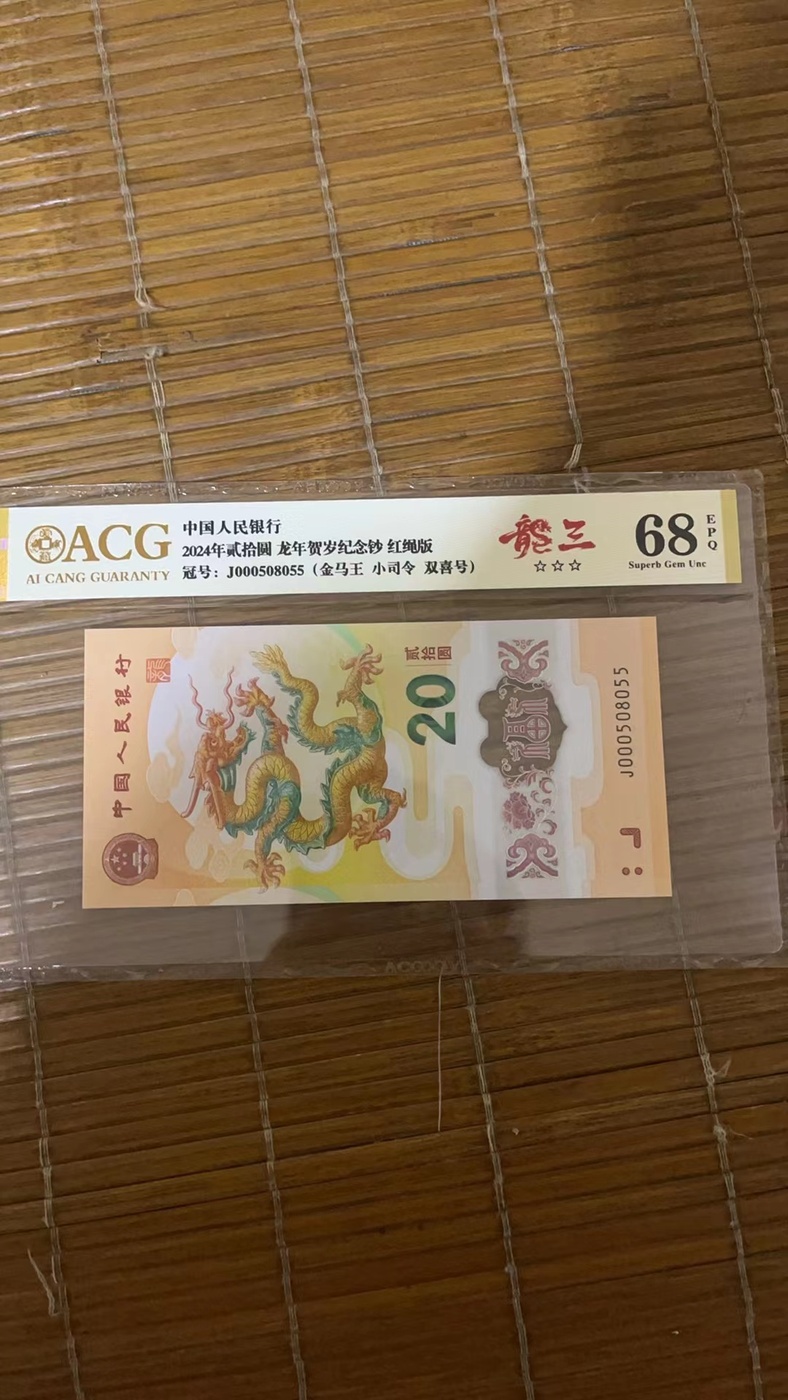 ACG
AI CANG GUARANTY
中国人民银行
2024年贰拾圆 龙年贺岁纪念钞 红绳版
冠号：J000508055（金马王 小司令 双喜号）
龍三
☆☆☆
68
EPQ
Superb Gem Unc
中国人民银行
贰拾圆
20
J000508055